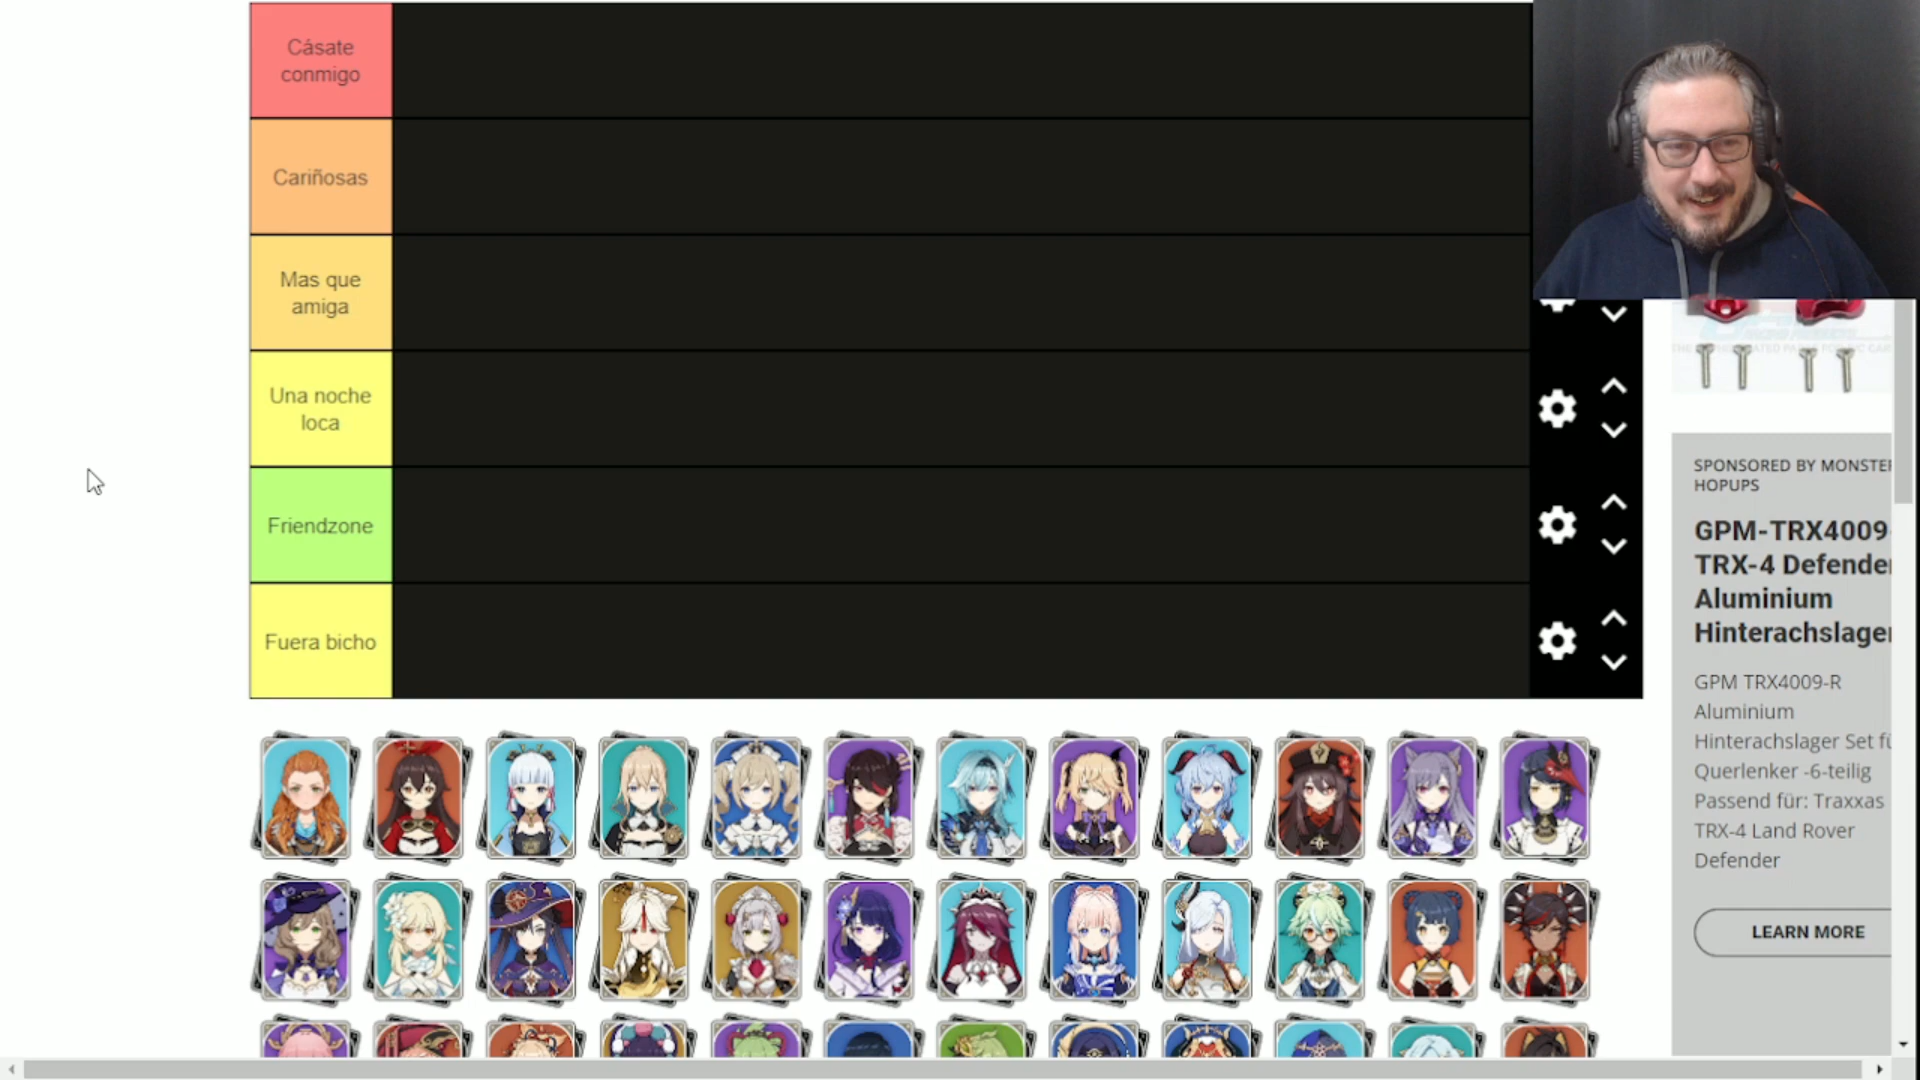 Cásate
conmigo
Cariñosas
Mas que
amiga
Una noche
loca
Friendzone
Fuera bicho
SPONSORED BY MONSTER
HOPUPS
GPM-TRX4009-
TRX-4 Defende
Aluminium
Hinterachslage
GPM TRX4009-R
Aluminium
Hinterachslager Set fü
Querlenker -6-teilig
Passend für: Traxxas
TRX-4 Land Rover
Defender
LEARN MORE